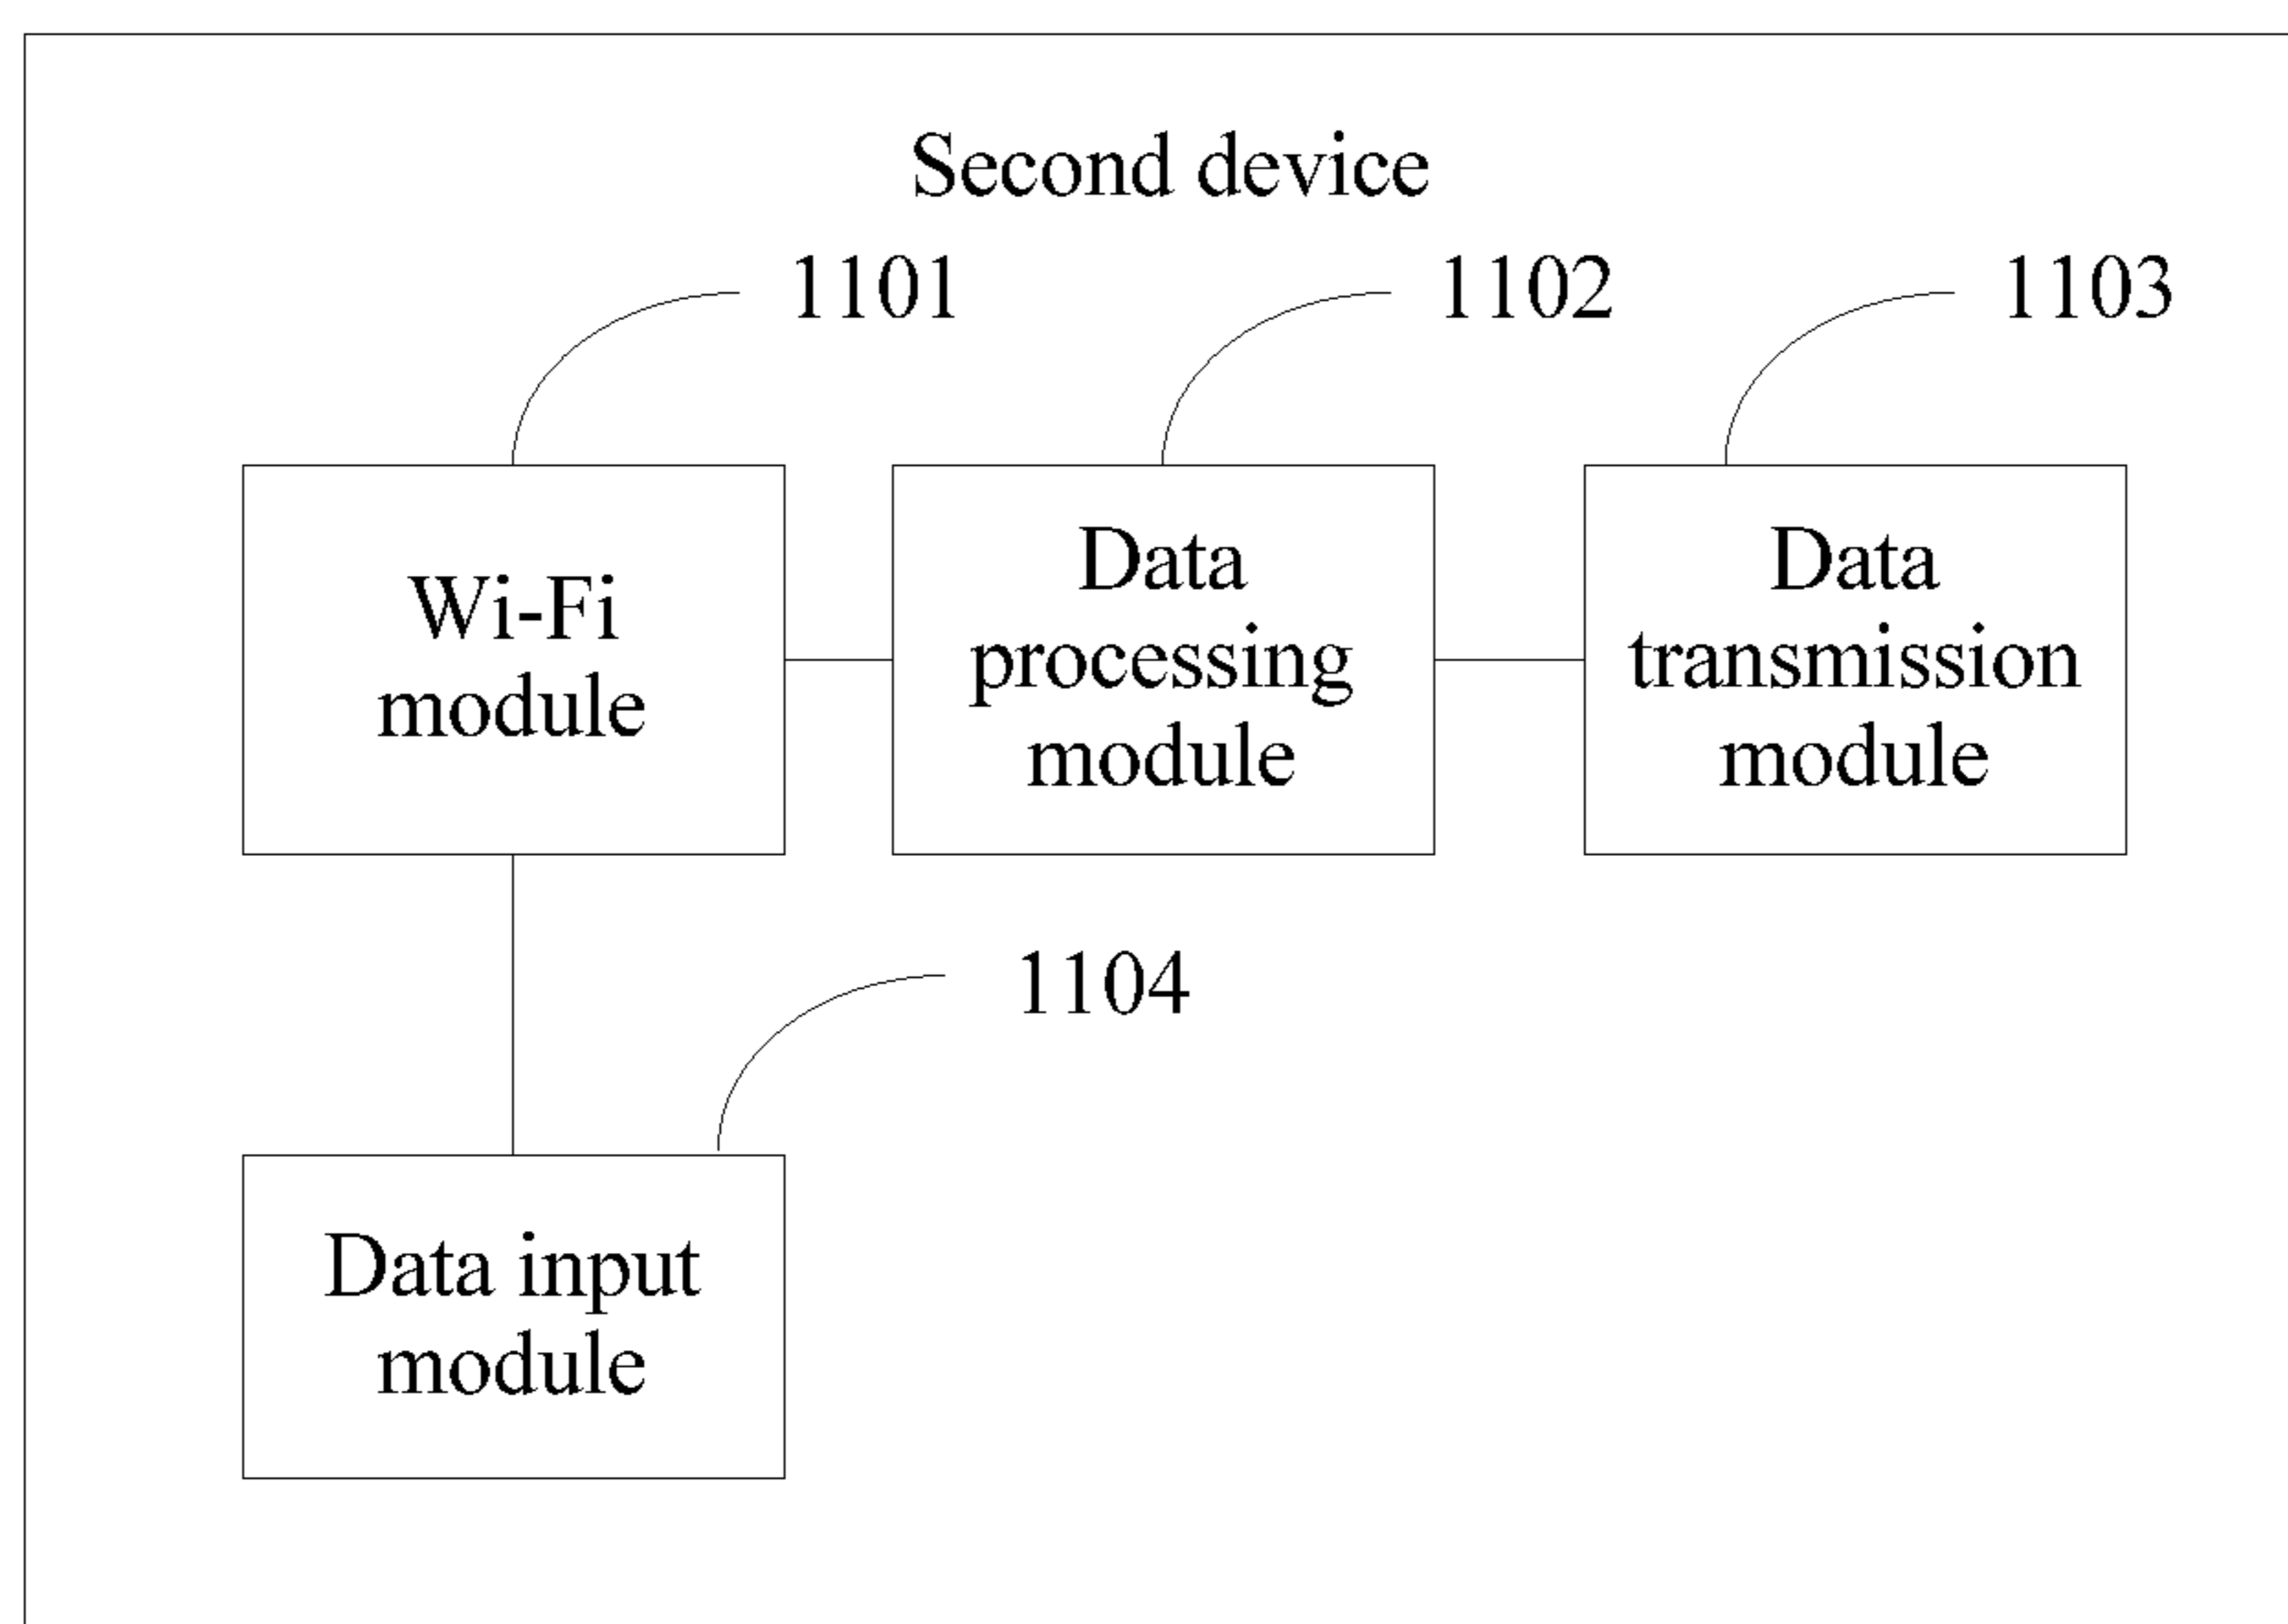 Second device
1101
1102
1103
Wi-Fi
module
Data
processing
module
Data
transmission
module
1104
Data input
module